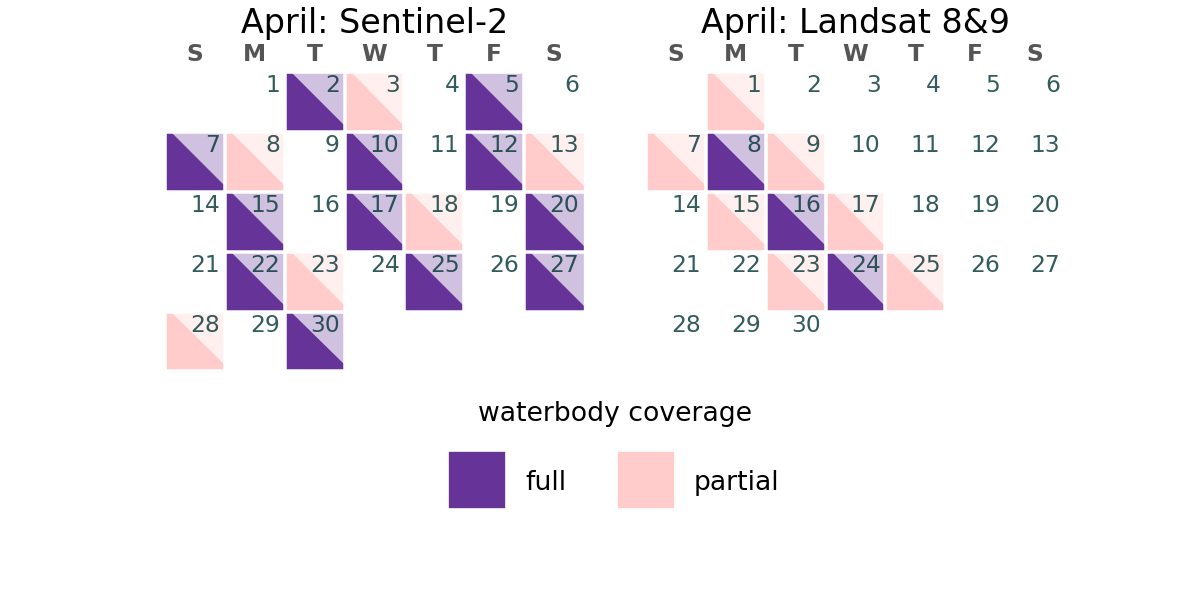 April: Sentinel-2
S M T W T F S
1 2 3 4 5 6
7 8 9 10 11 12 13
14 15 16 17 18 19 20
21 22 23 24 25 26 27
28 29 30
April: Landsat 8&9
S M T W T F S
1 2 3 4 5 6
7 8 9 10 11 12 13
14 15 16 17 18 19 20
21 22 23 24 25 26 27
28 29 30
waterbody coverage
full partial